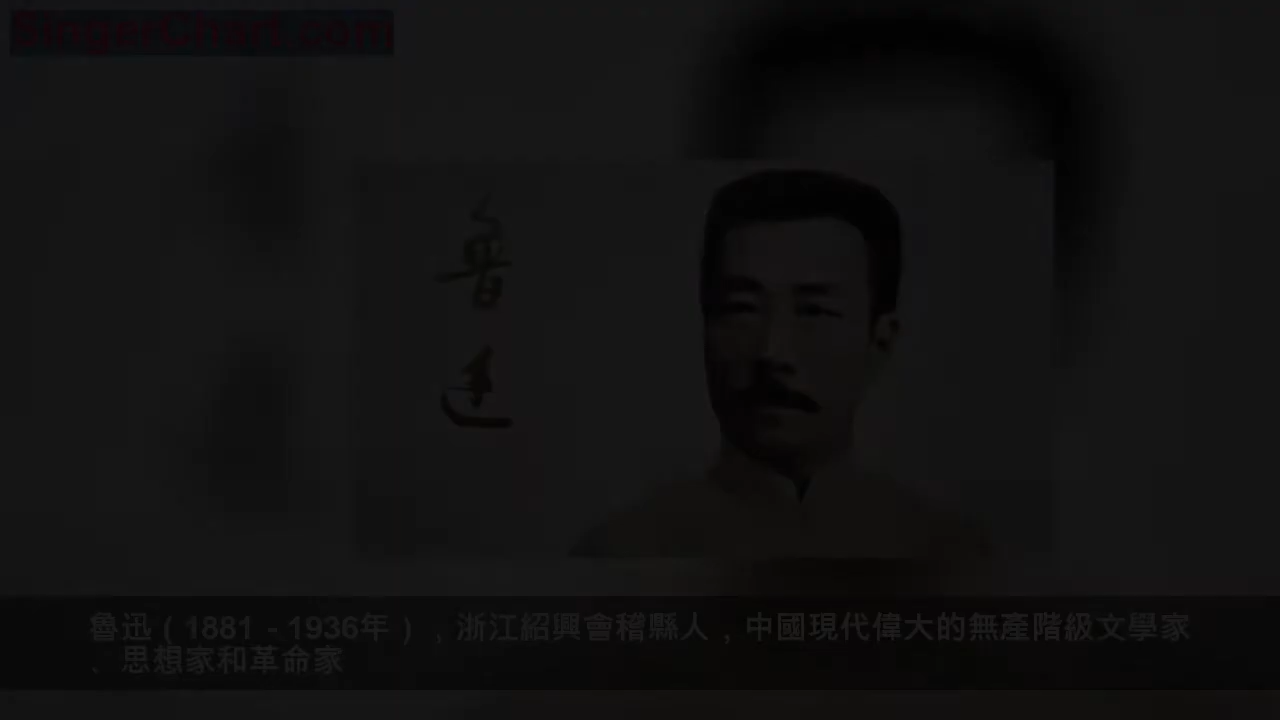 SingerChart.com
魯
迅
魯迅（1881－1936年），浙江紹興會稽縣人，中國現代偉大的無產階級文學家
、思想家和革命家